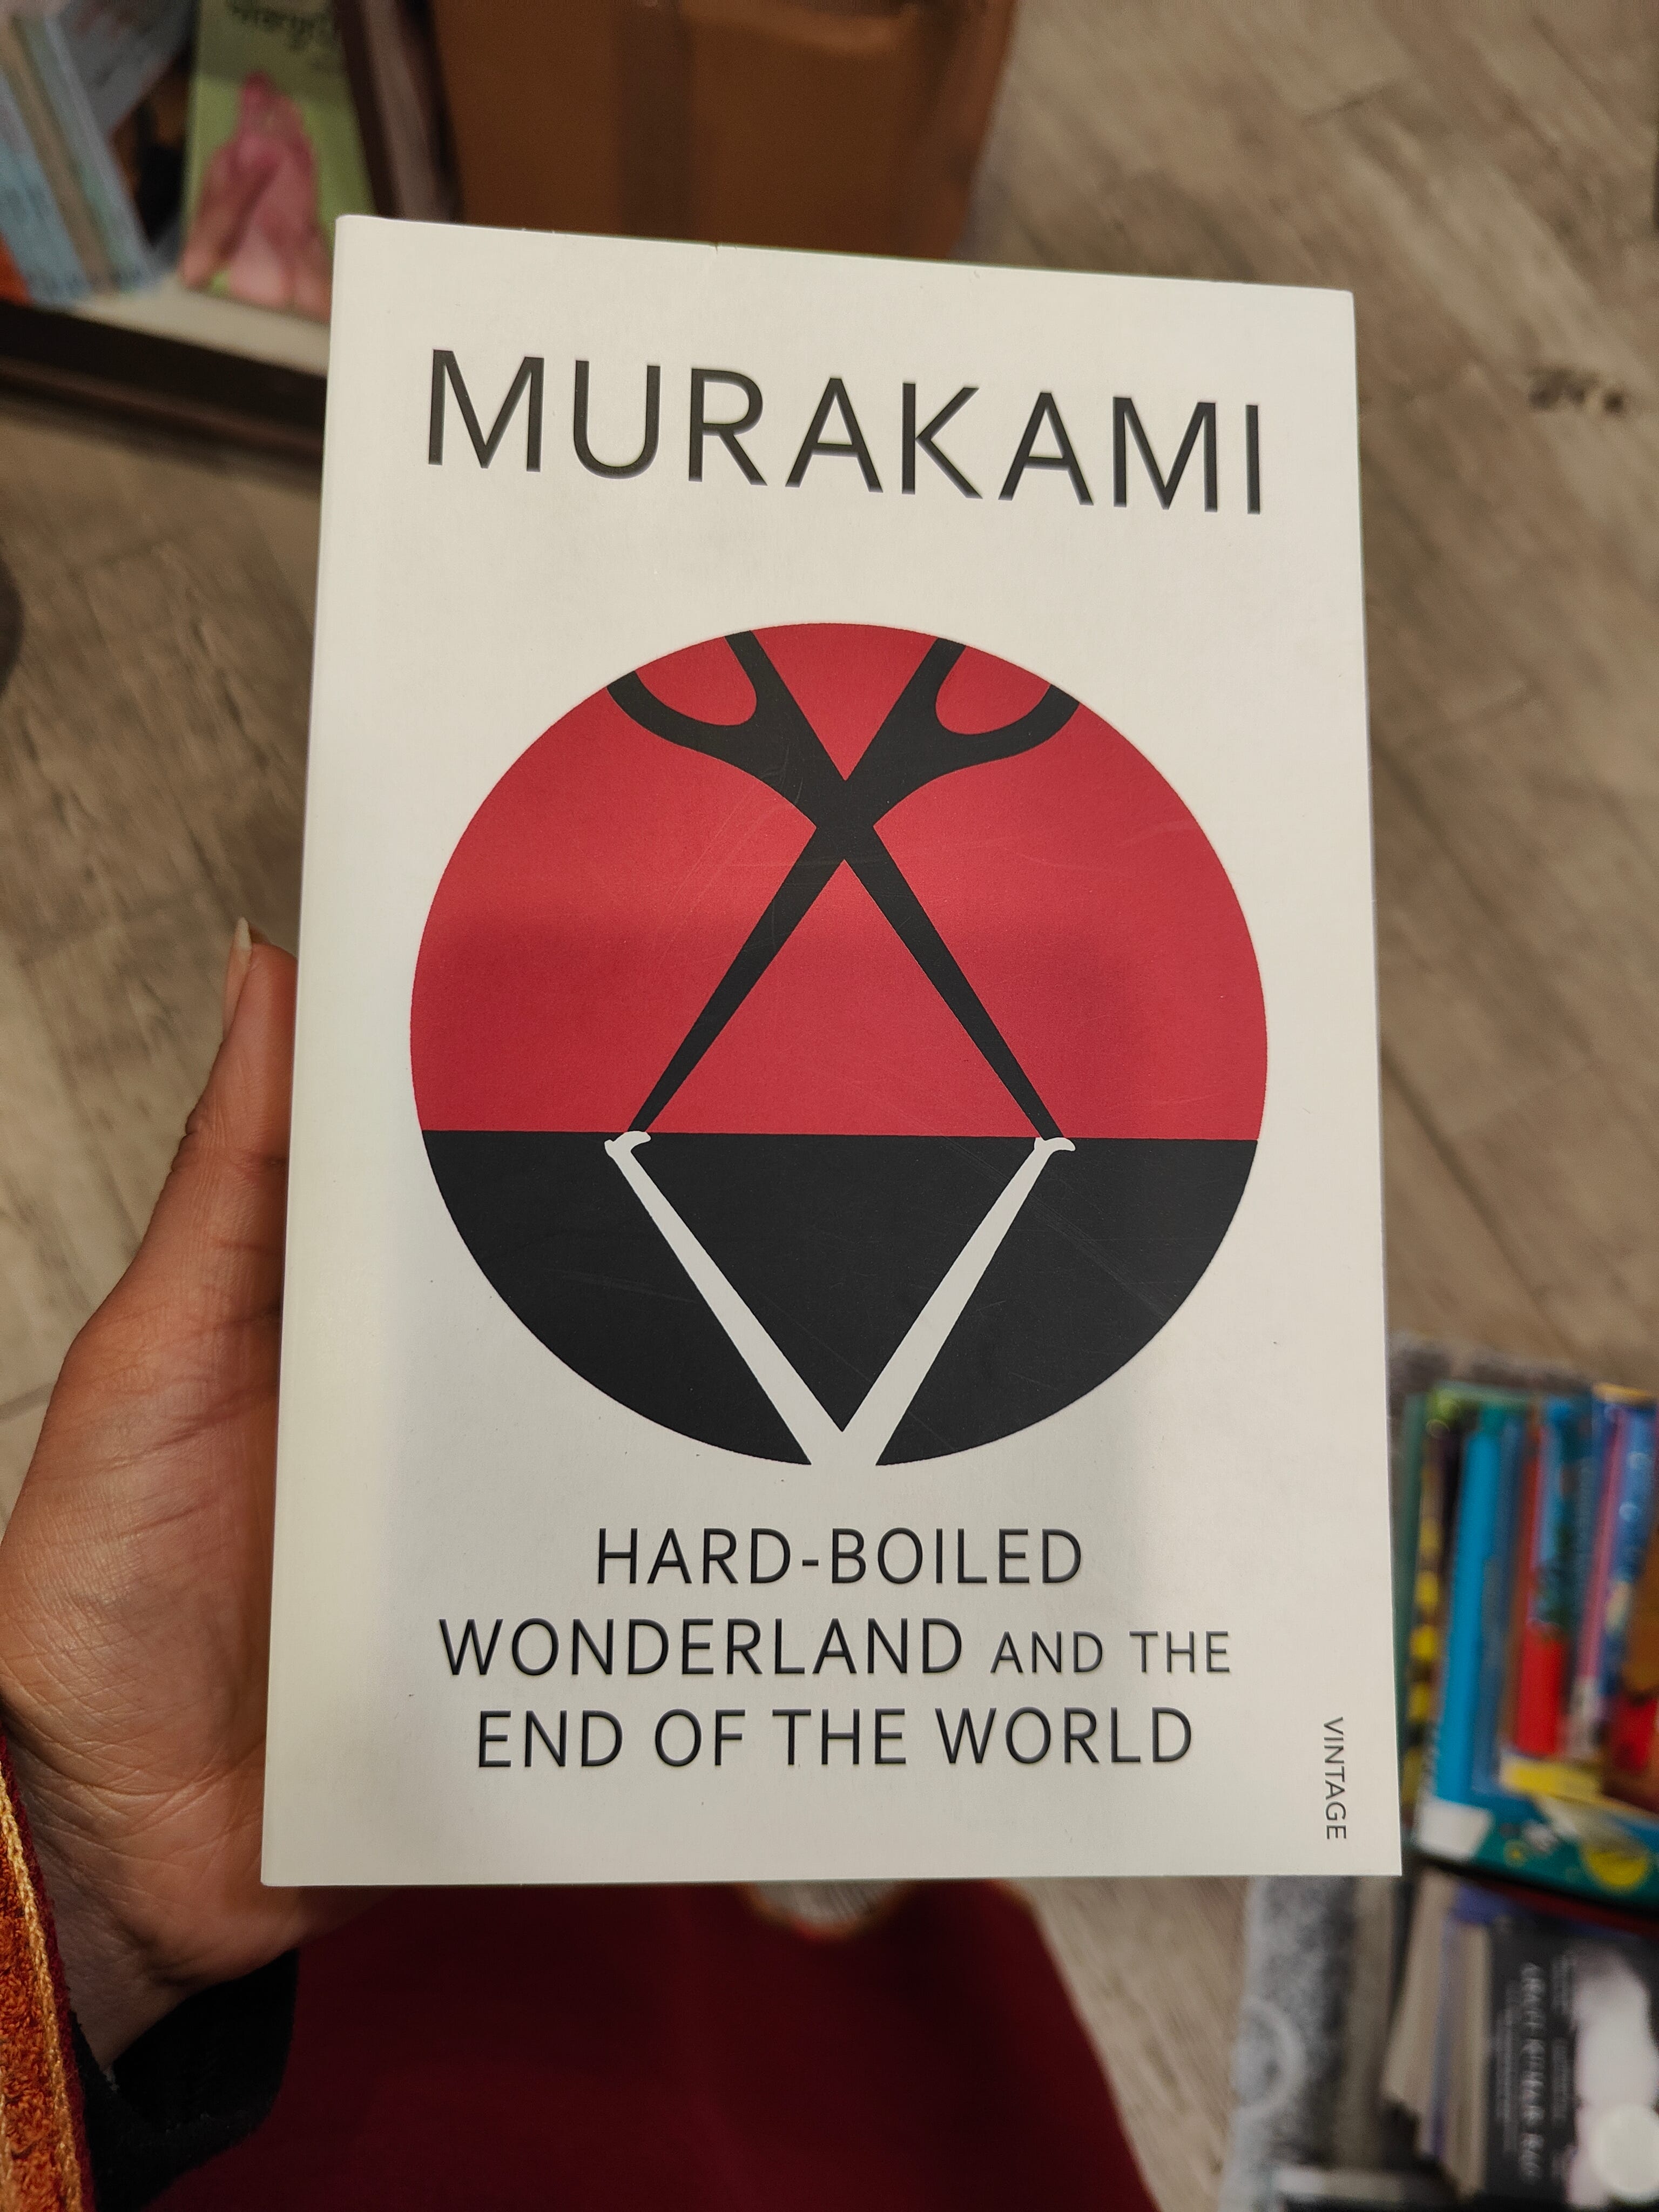 MURAKAMI
HARD-BOILED
WONDERLAND AND THE
END OF THE WORLD
VINTAGE